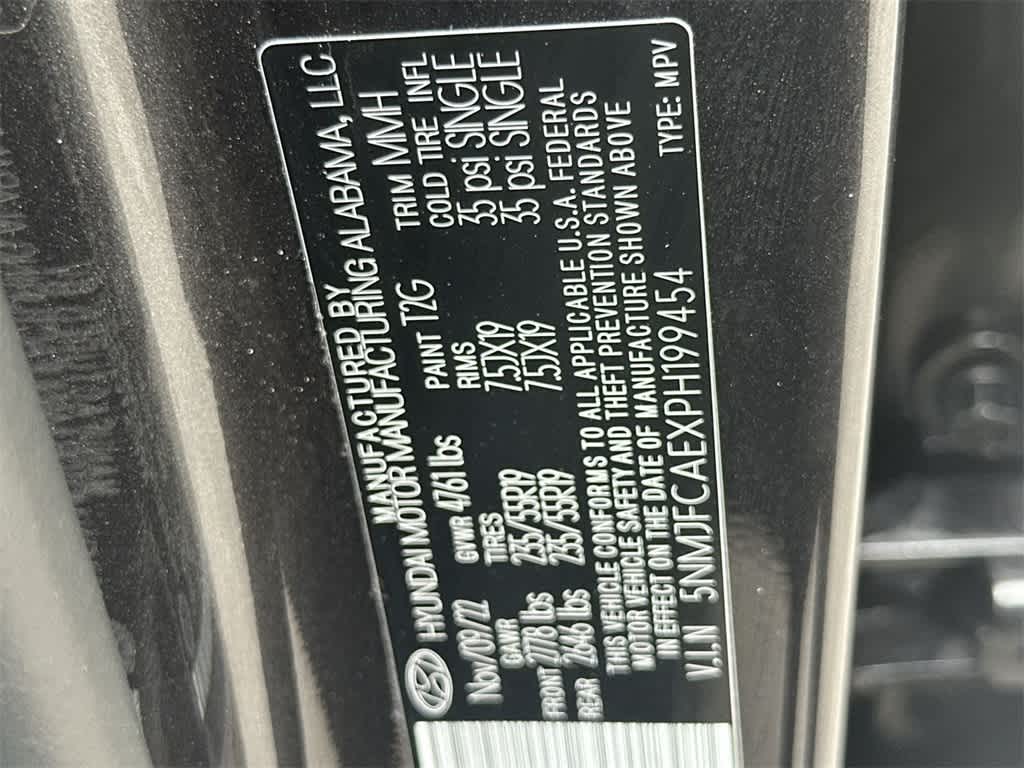 MANUFACTURED BY
HYUNDAI MOTOR MANUFACTURING ALABAMA, LLC
Nov/09/22 GVWR 4761 lbs PAINT T2G TRIM MMH
GAWR TIRES RIMS COLD TIRE INFL
FRONT 2778 lbs 235/55R19 7.5JX19 35 psi SINGLE
REAR 2646 lbs 235/55R19 7.5JX19 35 psi SINGLE
THIS VEHICLE CONFORMS TO ALL APPLICABLE U.S.A. FEDERAL
MOTOR VEHICLE SAFETY AND THEFT PREVENTION STANDARDS
IN EFFECT ON THE DATE OF MANUFACTURE SHOWN ABOVE
V.I.N 5NMJFCAEXPH199454 TYPE: MPV